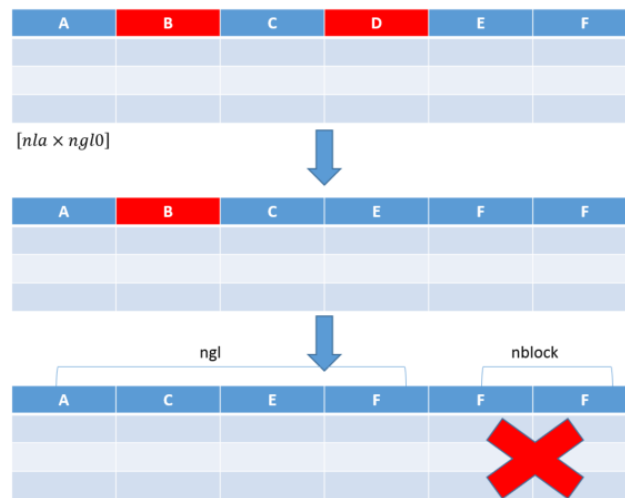 A B C D E F
[nla × ngl0]
A B C E F F
ngl nblock
A C E F F F